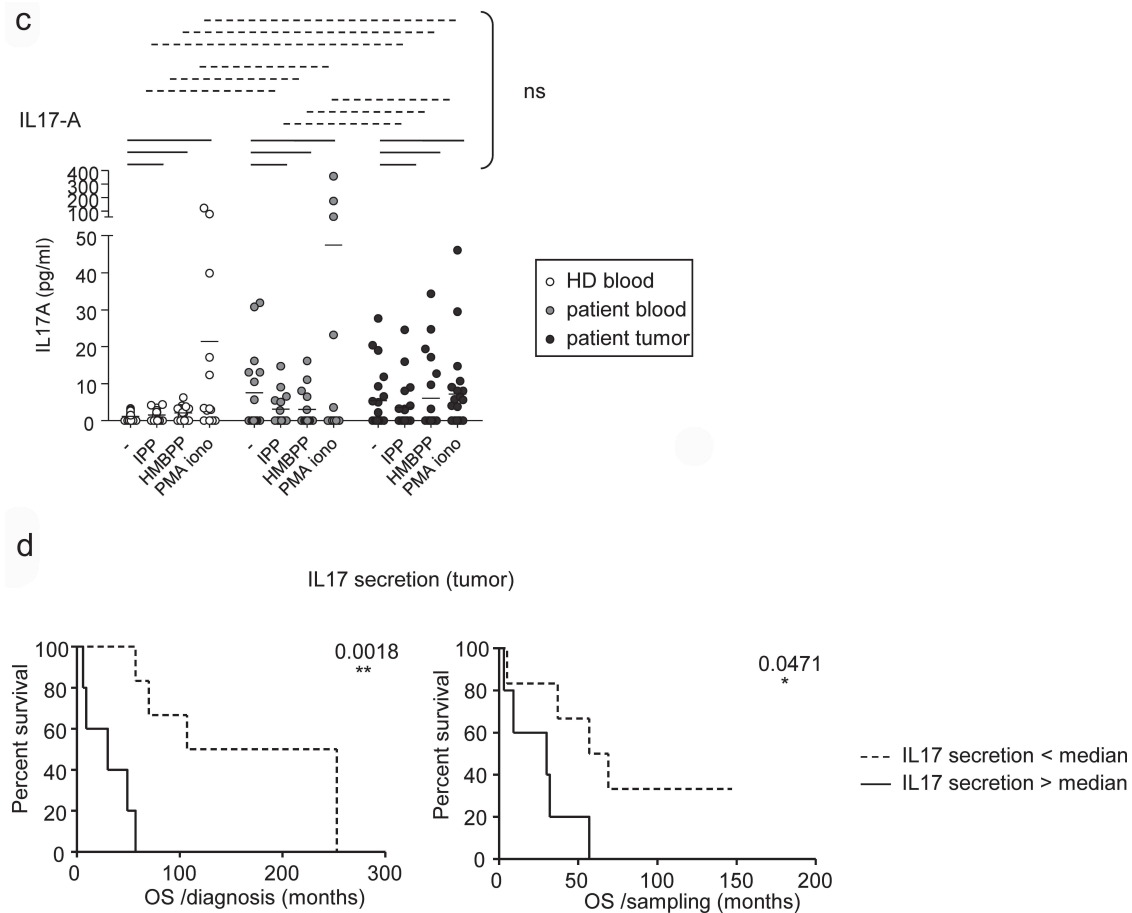 c
ns
IL17-A
400
300
200
100
50
40
30
20
10
0
IL17A (pg/ml)
- IPP HMBPP PMA iono - IPP HMBPP PMA iono - IPP HMBPP PMA iono
HD blood
patient blood
patient tumor
d
IL17 secretion (tumor)
100
80
60
40
20
0
Percent survival
0.0018
**
0 100 200 300
OS /diagnosis (months)
100
80
60
40
20
0
Percent survival
0.0471
*
0 50 100 150 200
OS /sampling (months)
IL17 secretion < median
IL17 secretion > median